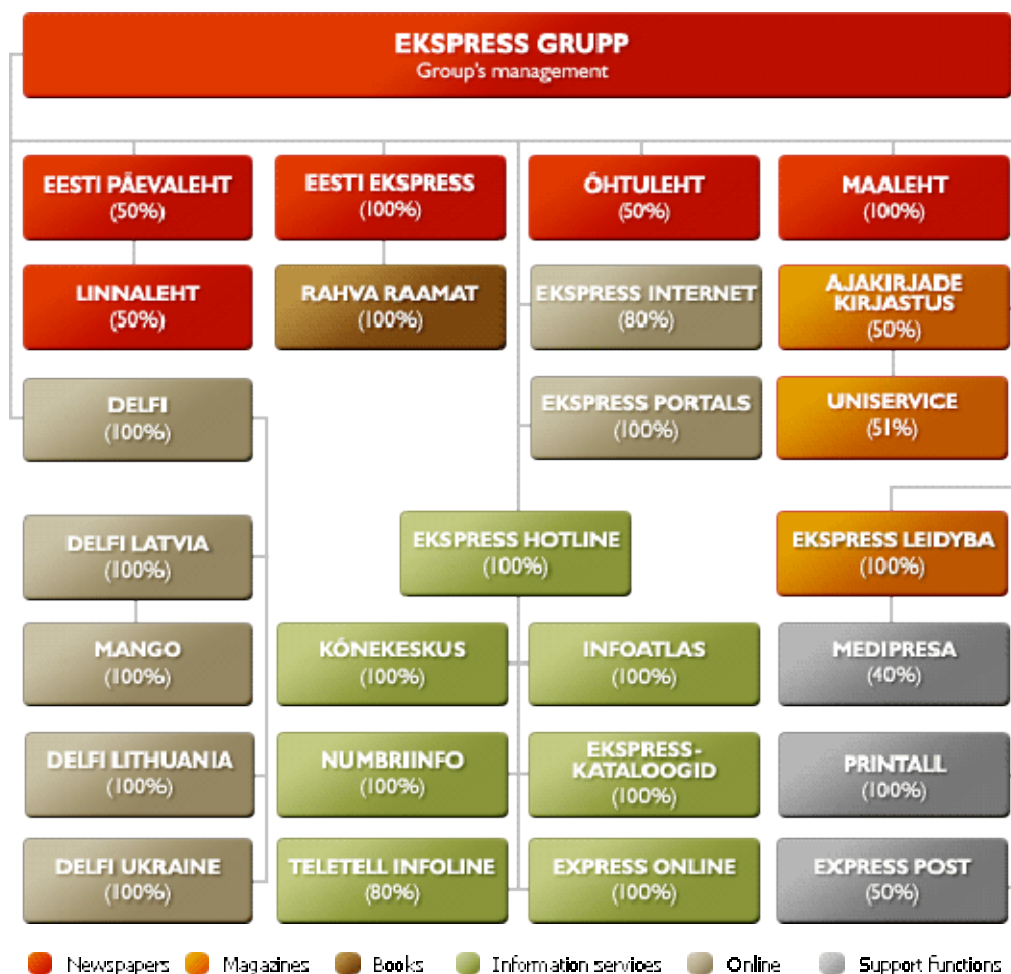 EKSPRESS GRUPP
Group's management
EESTI PÄEVALEHT
(50%)
EESTI EKSPRESS
(100%)
ÕHTULEHT
(50%)
MAALEHT
(100%)
LINNALEHT
(50%)
RAHVA RAAMAT
(100%)
EKSPRESS INTERNET
(80%)
AJAKIRJADE
KIRJASTUS
(50%)
DELFI
(100%)
EKSPRESS PORTALS
(100%)
UNISERVICE
(51%)
DELFI LATVIA
(100%)
EKSPRESS HOTLINE
(100%)
EKSPRESS LEIDYBA
(100%)
MANGO
(100%)
KÕNEKESKUS
(100%)
INFOATLAS
(100%)
MEDIPRESA
(40%)
DELFI LITHUANIA
(100%)
NUMBRIINFO
(100%)
EKSPRESS-
KATALOOGID
(100%)
PRINTALL
(100%)
DELFI UKRAINE
(100%)
TELETELL INFOLINE
(80%)
EXPRESS ONLINE
(100%)
EXPRESS POST
(50%)
Newspapers Magazines Books Information services Online Support functions